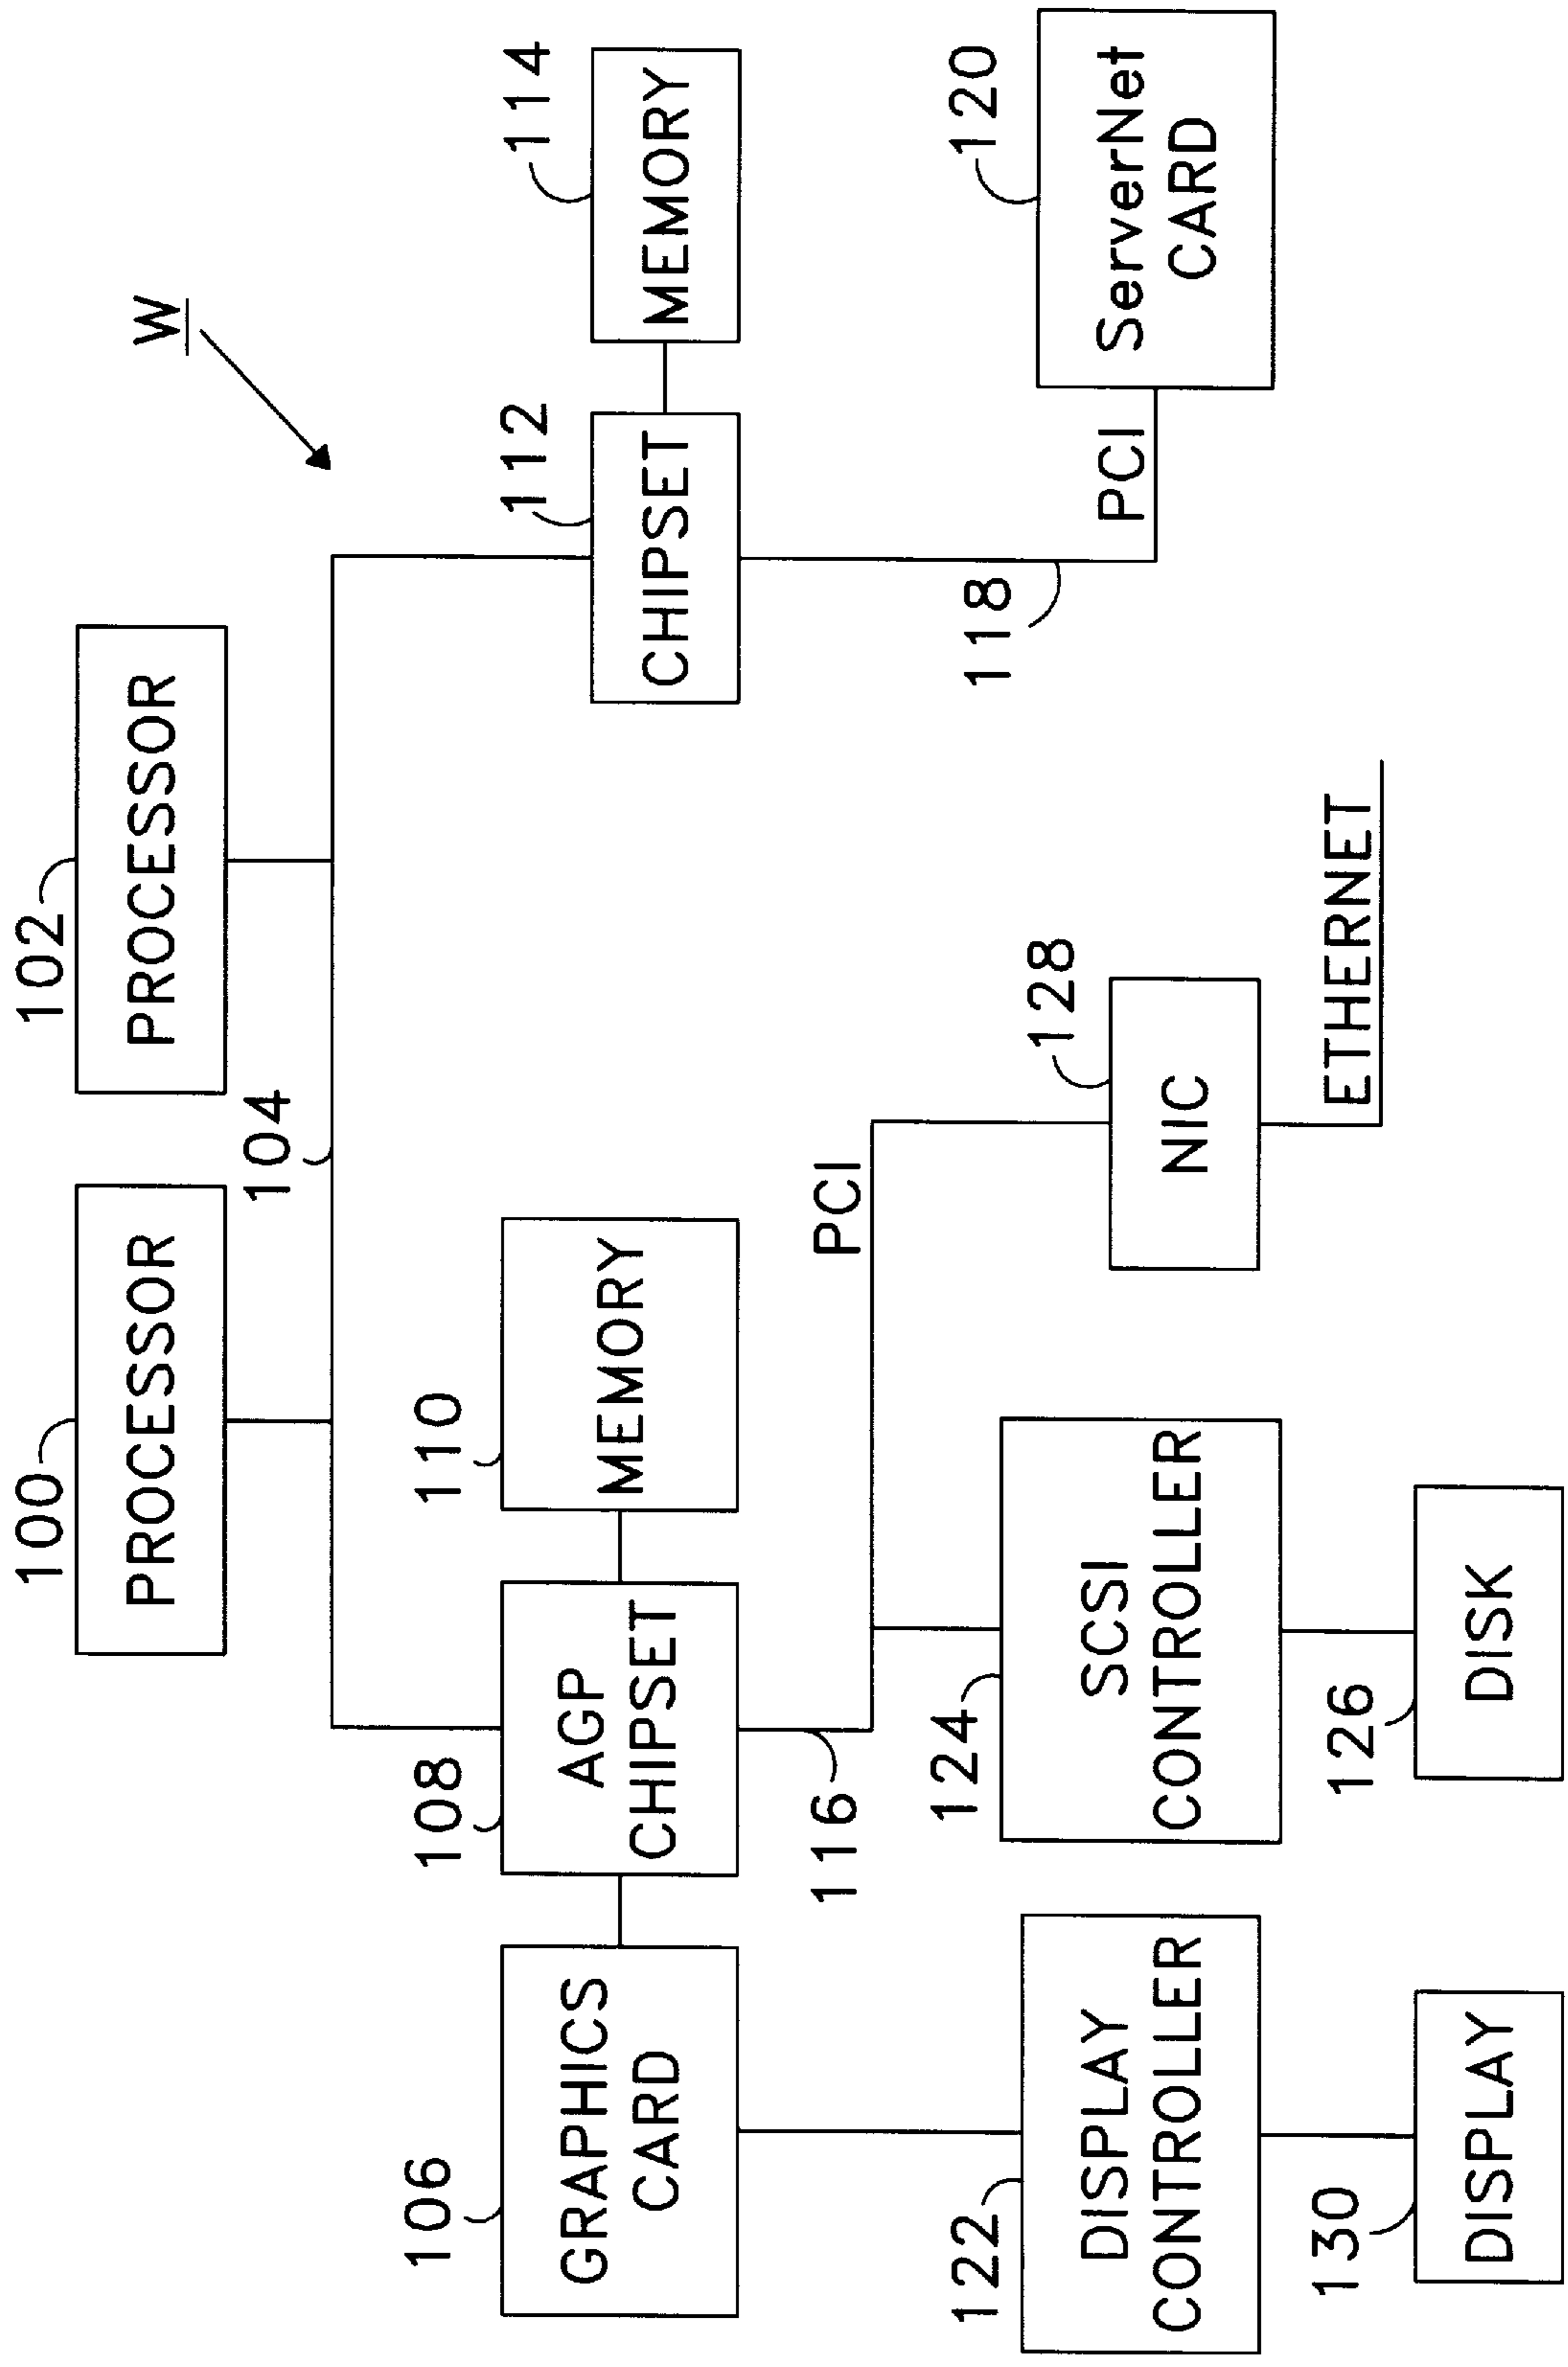 W
100
PROCESSOR
102
PROCESSOR
104
106
GRAPHICS
CARD
108
AGP
CHIPSET
110
MEMORY
112
CHIPSET
114
MEMORY
116
PCI
118
PCI
120
ServerNet
CARD
122
DISPLAY
CONTROLLER
124
SCSI
CONTROLLER
128
NIC
ETHERNET
130
DISPLAY
126
DISK